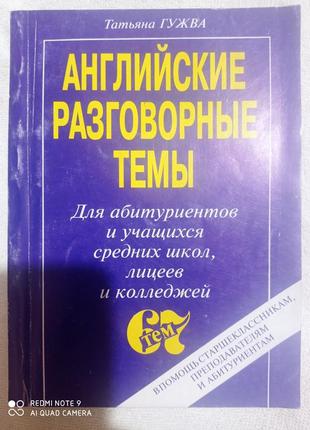 Татьяна ГУЖВА
АНГЛИЙСКИЕ
РАЗГОВОРНЫЕ
ТЕМЫ
Для абитуриентов
и учащихся
средних школ,
лицеев
и колледжей
67
тем
В ПОМОЩЬ СТАРШЕКЛАССНИКАМ,
ПРЕПОДАВАТЕЛЯМ
И АБИТУРИЕНТАМ
REDMI NOTE 9
AI QUAD CAMERA